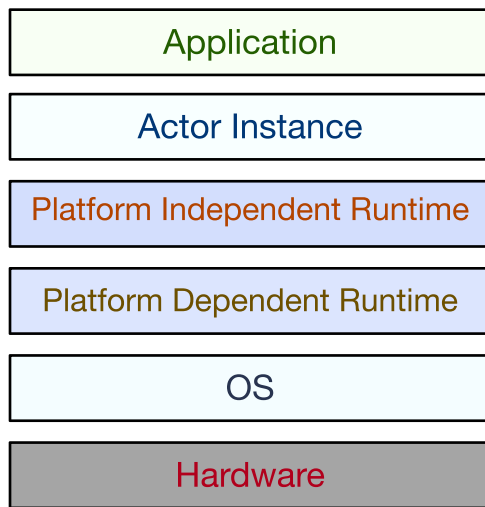 Application
Actor Instance
Platform Independent Runtime
Platform Dependent Runtime
OS
Hardware